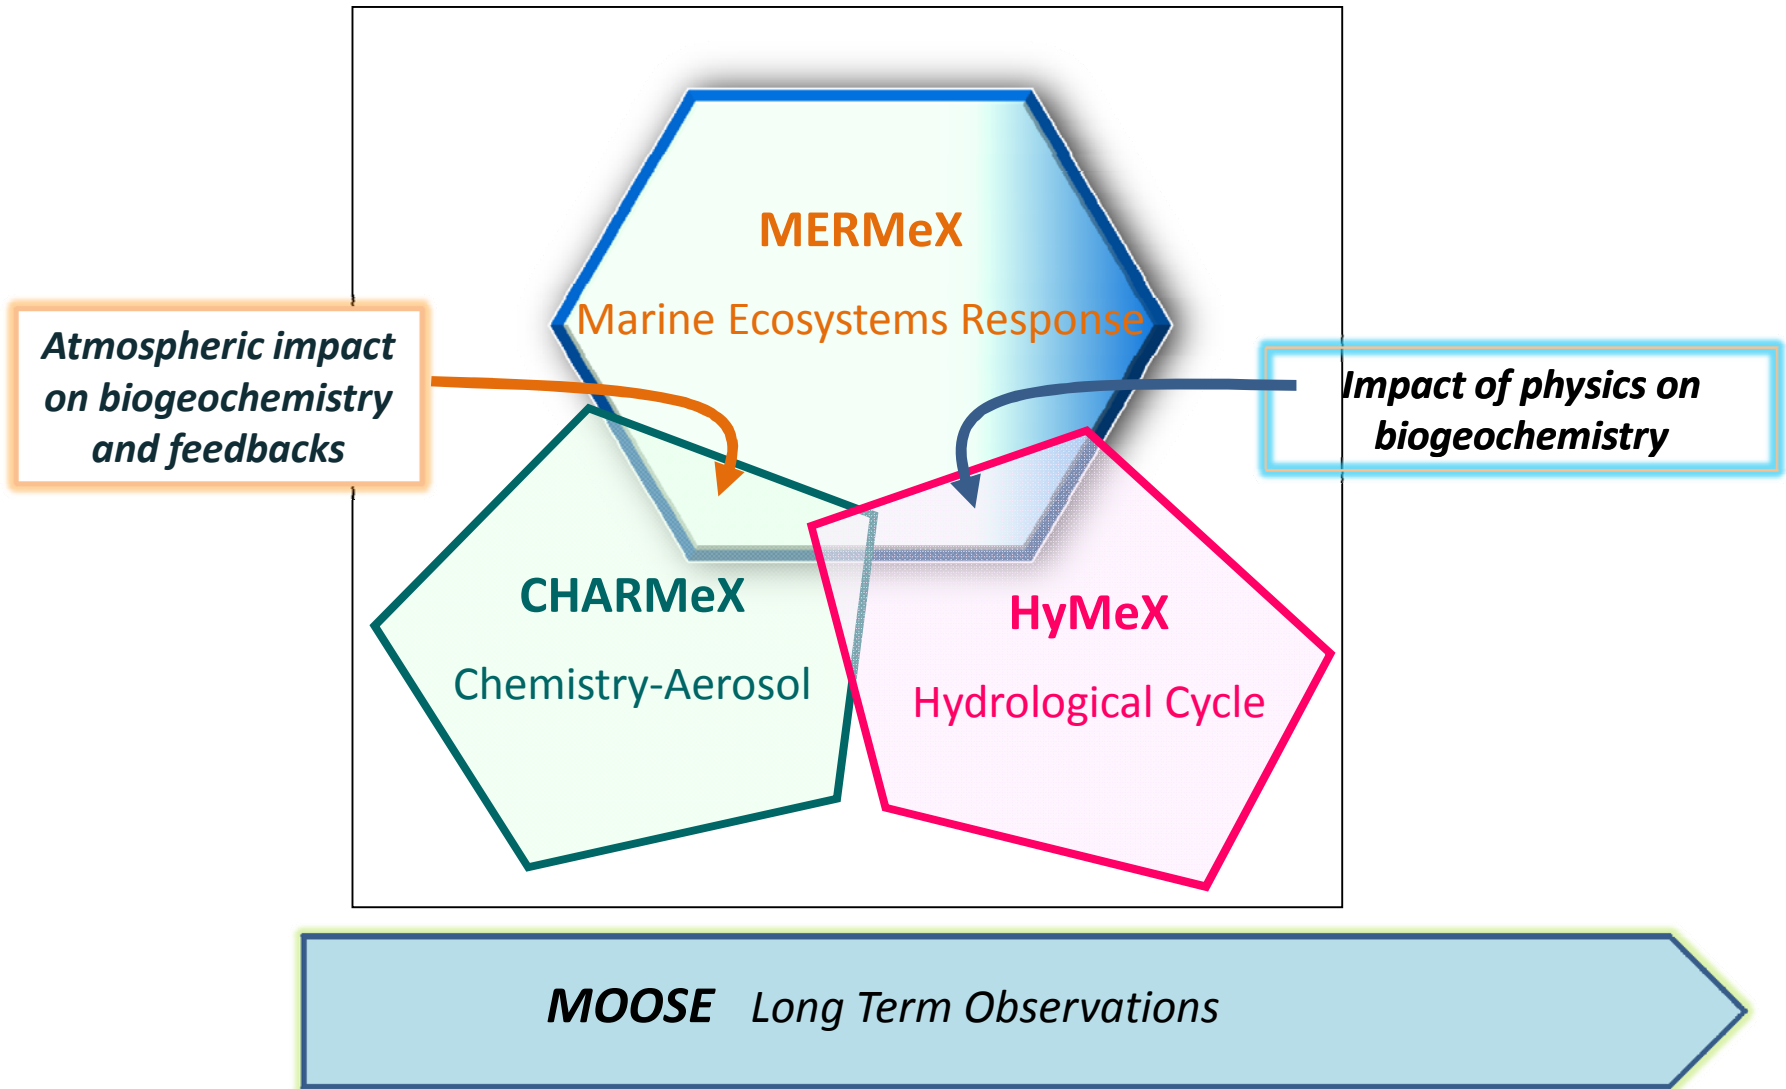 MERMeX
Marine Ecosystems Response
Atmospheric impact
on biogeochemistry
and feedbacks
Impact of physics on
biogeochemistry
CHARMeX
Chemistry-Aerosol
HyMeX
Hydrological Cycle
MOOSE Long Term Observations